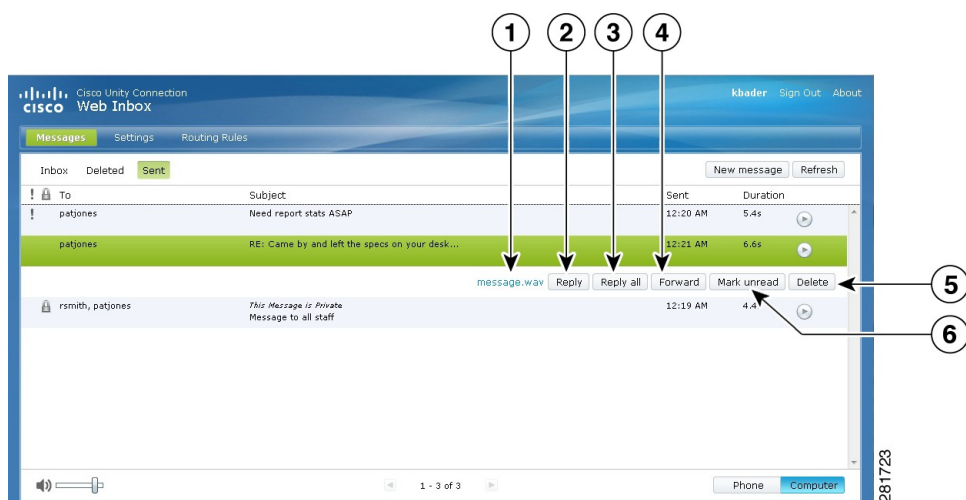 1 2 3 4
Cisco Unity Connection
CISCO Web Inbox
kbader Sign Out About
Messages Settings Routing Rules
Inbox Deleted Sent
New message Refresh
! To Subject Sent Duration
! patjones Need report stats ASAP 12:20 AM 5.4s
patjones RE: Came by and left the specs on your desk... 12:21 AM 6.6s
message.wav Reply Reply all Forward Mark unread Delete
5
rsmith, patjones This Message is Private 12:19 AM 4.4
Message to all staff
6
1 - 3 of 3
Phone Computer
281723